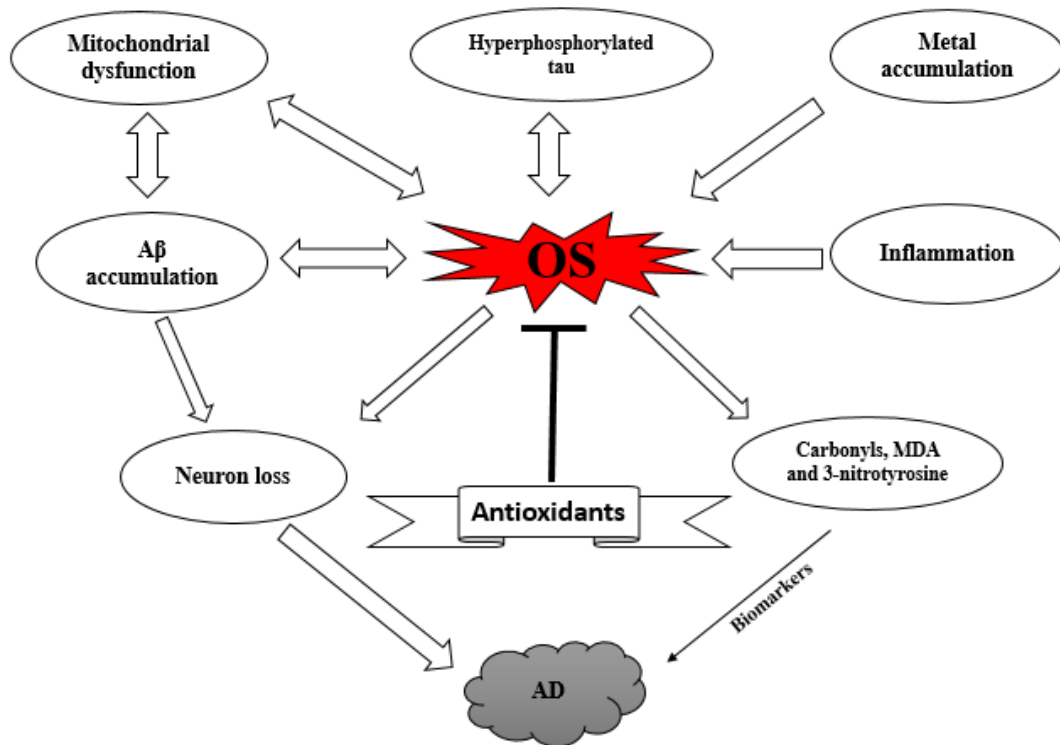 Mitochondrial
dysfunction
Hyperphosphorylated
tau
Metal
accumulation
Aβ
accumulation
OS
Inflammation
Neuron loss
Carbonyls, MDA
and 3-nitrotyrosine
Antioxidants
Biomarkers
AD